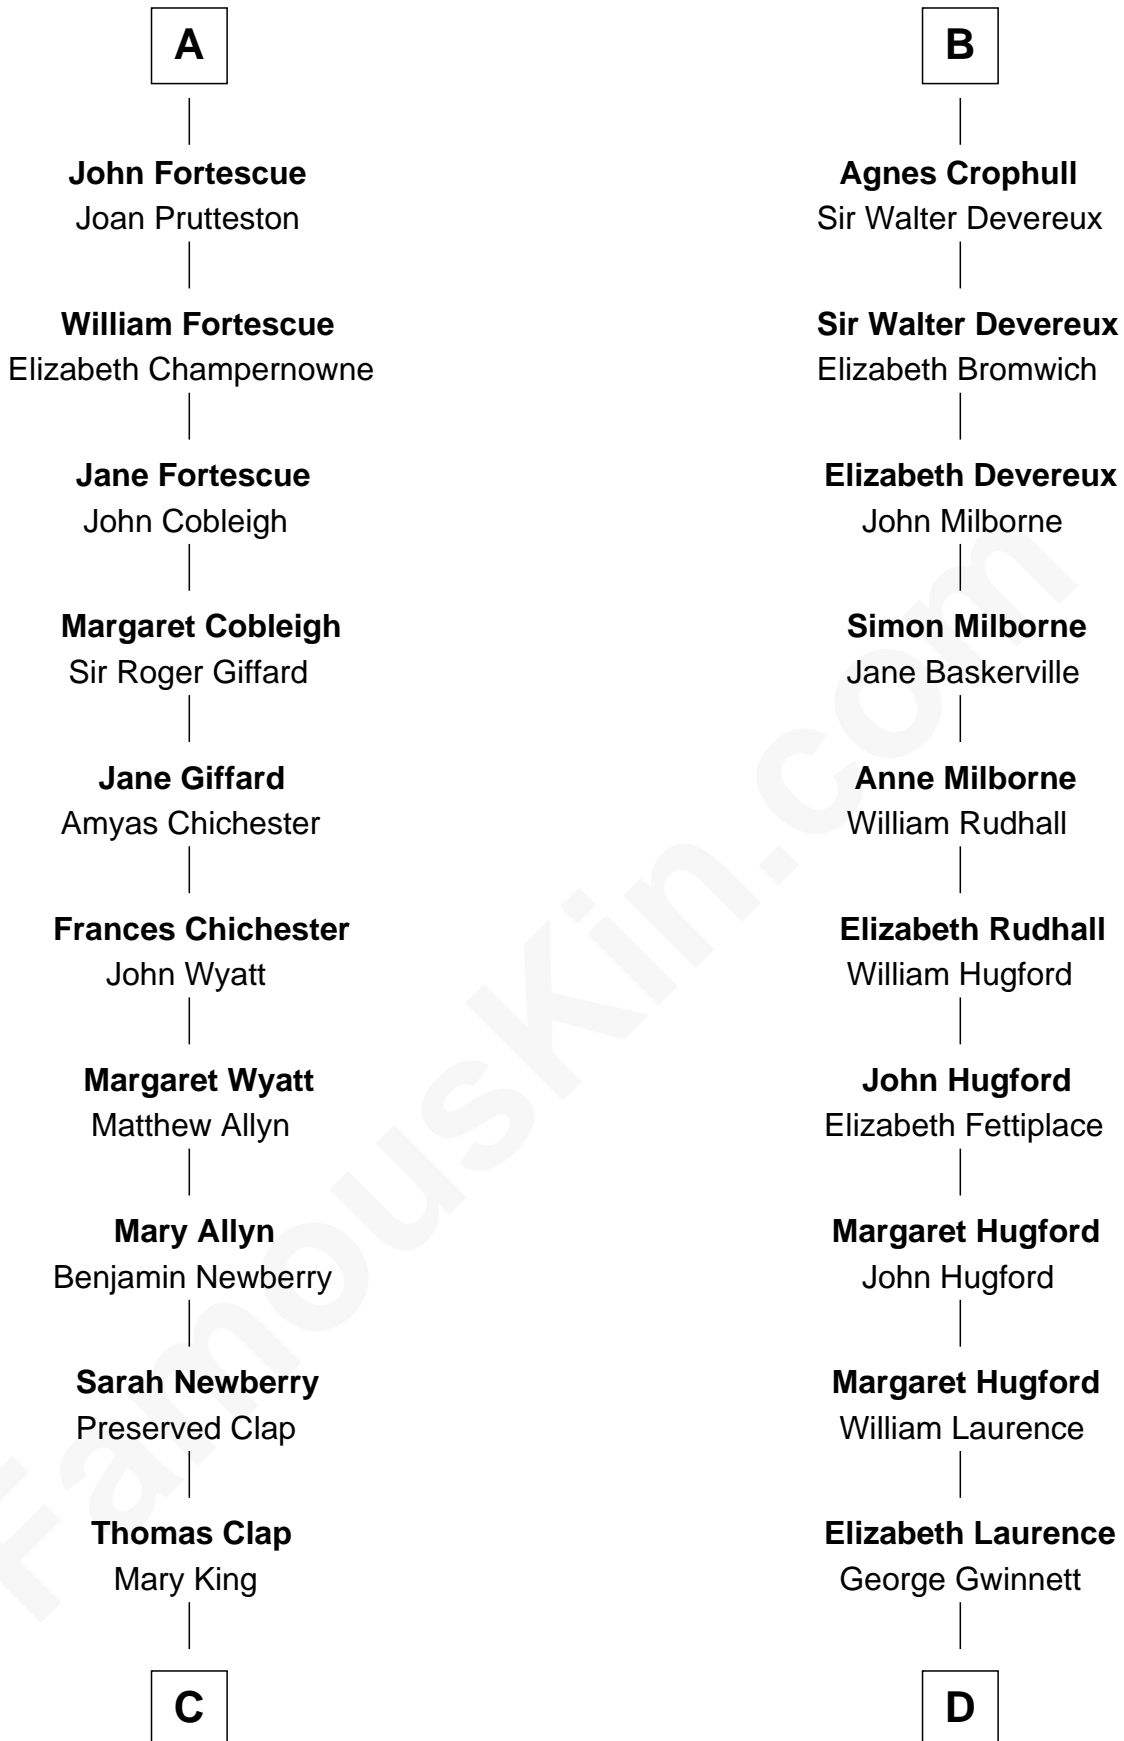 A
John Fortescue
Joan Prutteston
William Fortescue
Elizabeth Champernowne
Jane Fortescue
John Cobleigh
Margaret Cobleigh
Sir Roger Giffard
Jane Giffard
Amyas Chichester
Frances Chichester
John Wyatt
Margaret Wyatt
Matthew Allyn
Mary Allyn
Benjamin Newberry
Sarah Newberry
Preserved Clap
Thomas Clap
Mary King
C
B
Agnes Crophull
Sir Walter Devereux
Sir Walter Devereux
Elizabeth Bromwich
Elizabeth Devereux
John Milborne
Simon Milborne
Jane Baskerville
Anne Milborne
William Rudhall
Elizabeth Rudhall
William Hugford
John Hugford
Elizabeth Fettiplace
Margaret Hugford
John Hugford
Margaret Hugford
William Laurence
Elizabeth Laurence
George Gwinnett
D
FamousKin.com